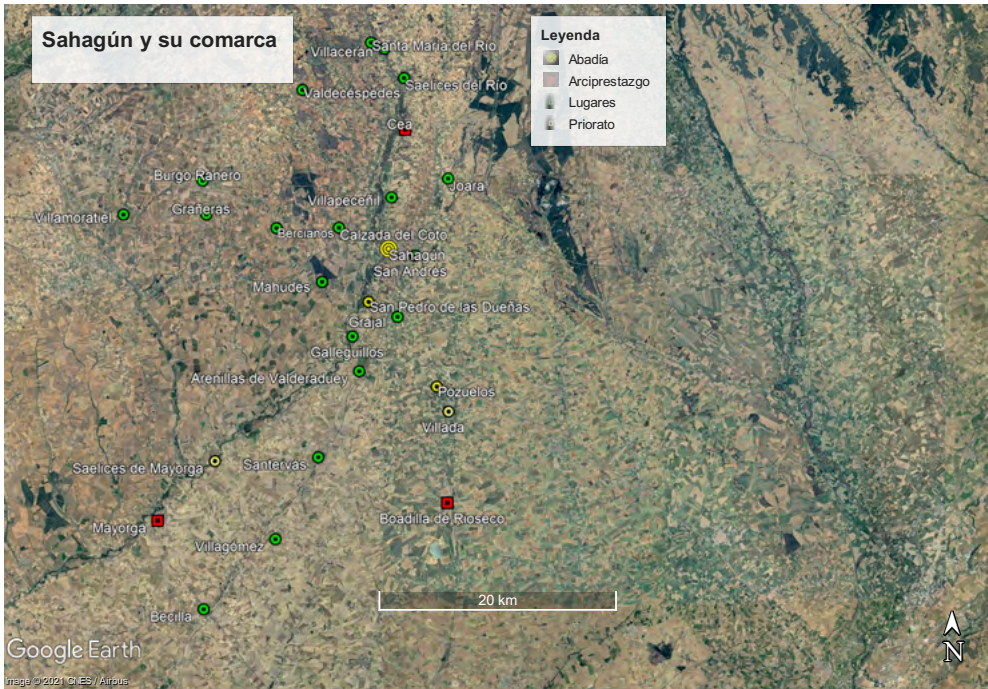 Sahagún y su comarca
Leyenda
Abadía
Arciprestazgo
Lugares
Priorato
Villacerán
Santa María del Río
Saelices del Río
Valdecéspedes
Cea
Burgo Ranero
Joara
Villapeceñil
Villamoratiel
Grañeras
Bercianos
Calzada del Coto
Sahagún
San Andrés
Mahudes
San Pedro de las Dueñas
Grajal
Galleguillos
Arenillas de Valderaduey
Pozuelos
Villada
Saelices de Mayorga
Santervas
Mayorga
Boadilla de Rioseco
Villagómez
Becilla
20 km
Google Earth
N
Image © 2021 CNES / Airbus